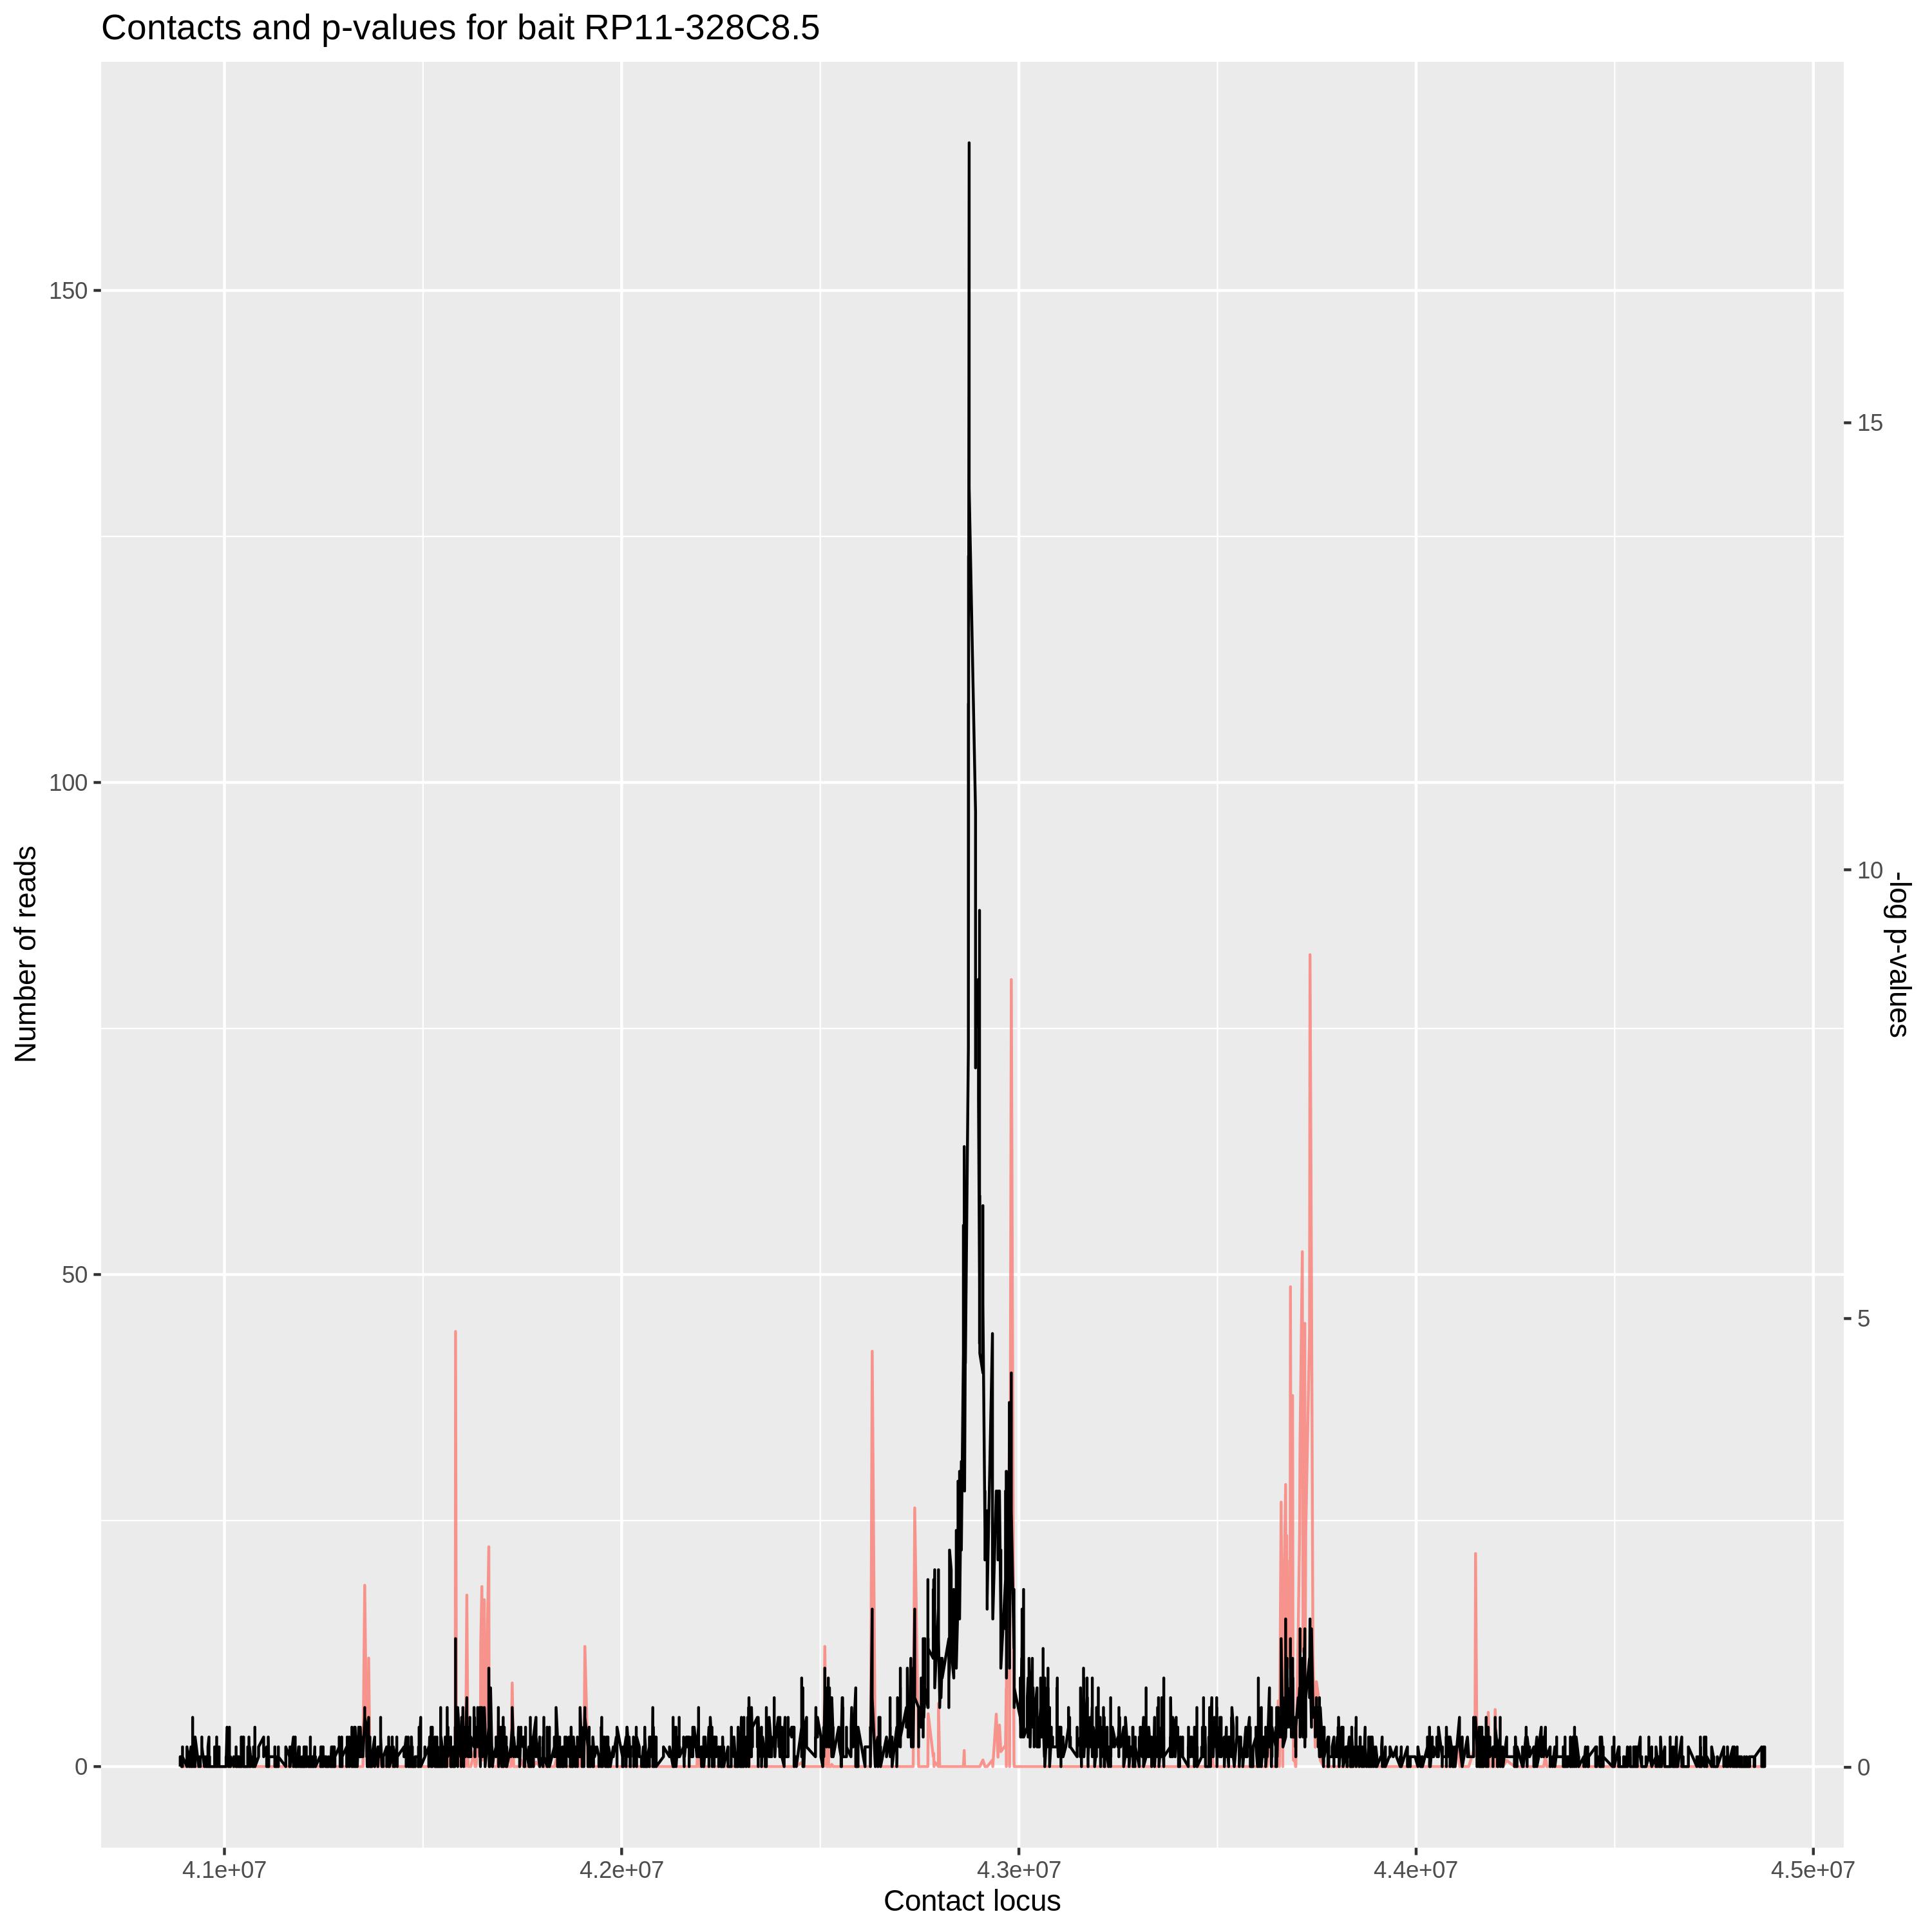 Contacts and p-values for bait RP11-328C8.5
Number of reads
150
100
50
0
15
10
5
0
-log p-values
4.1e+07
4.2e+07
4.3e+07
4.4e+07
4.5e+07
Contact locus